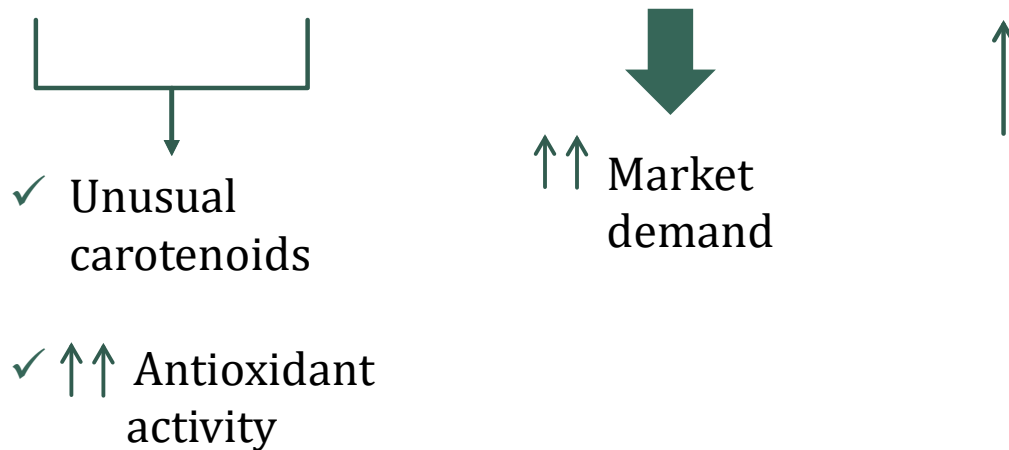 ✓ Unusual
carotenoids
↑↑ Market
demand
✓ ↑↑ Antioxidant
activity